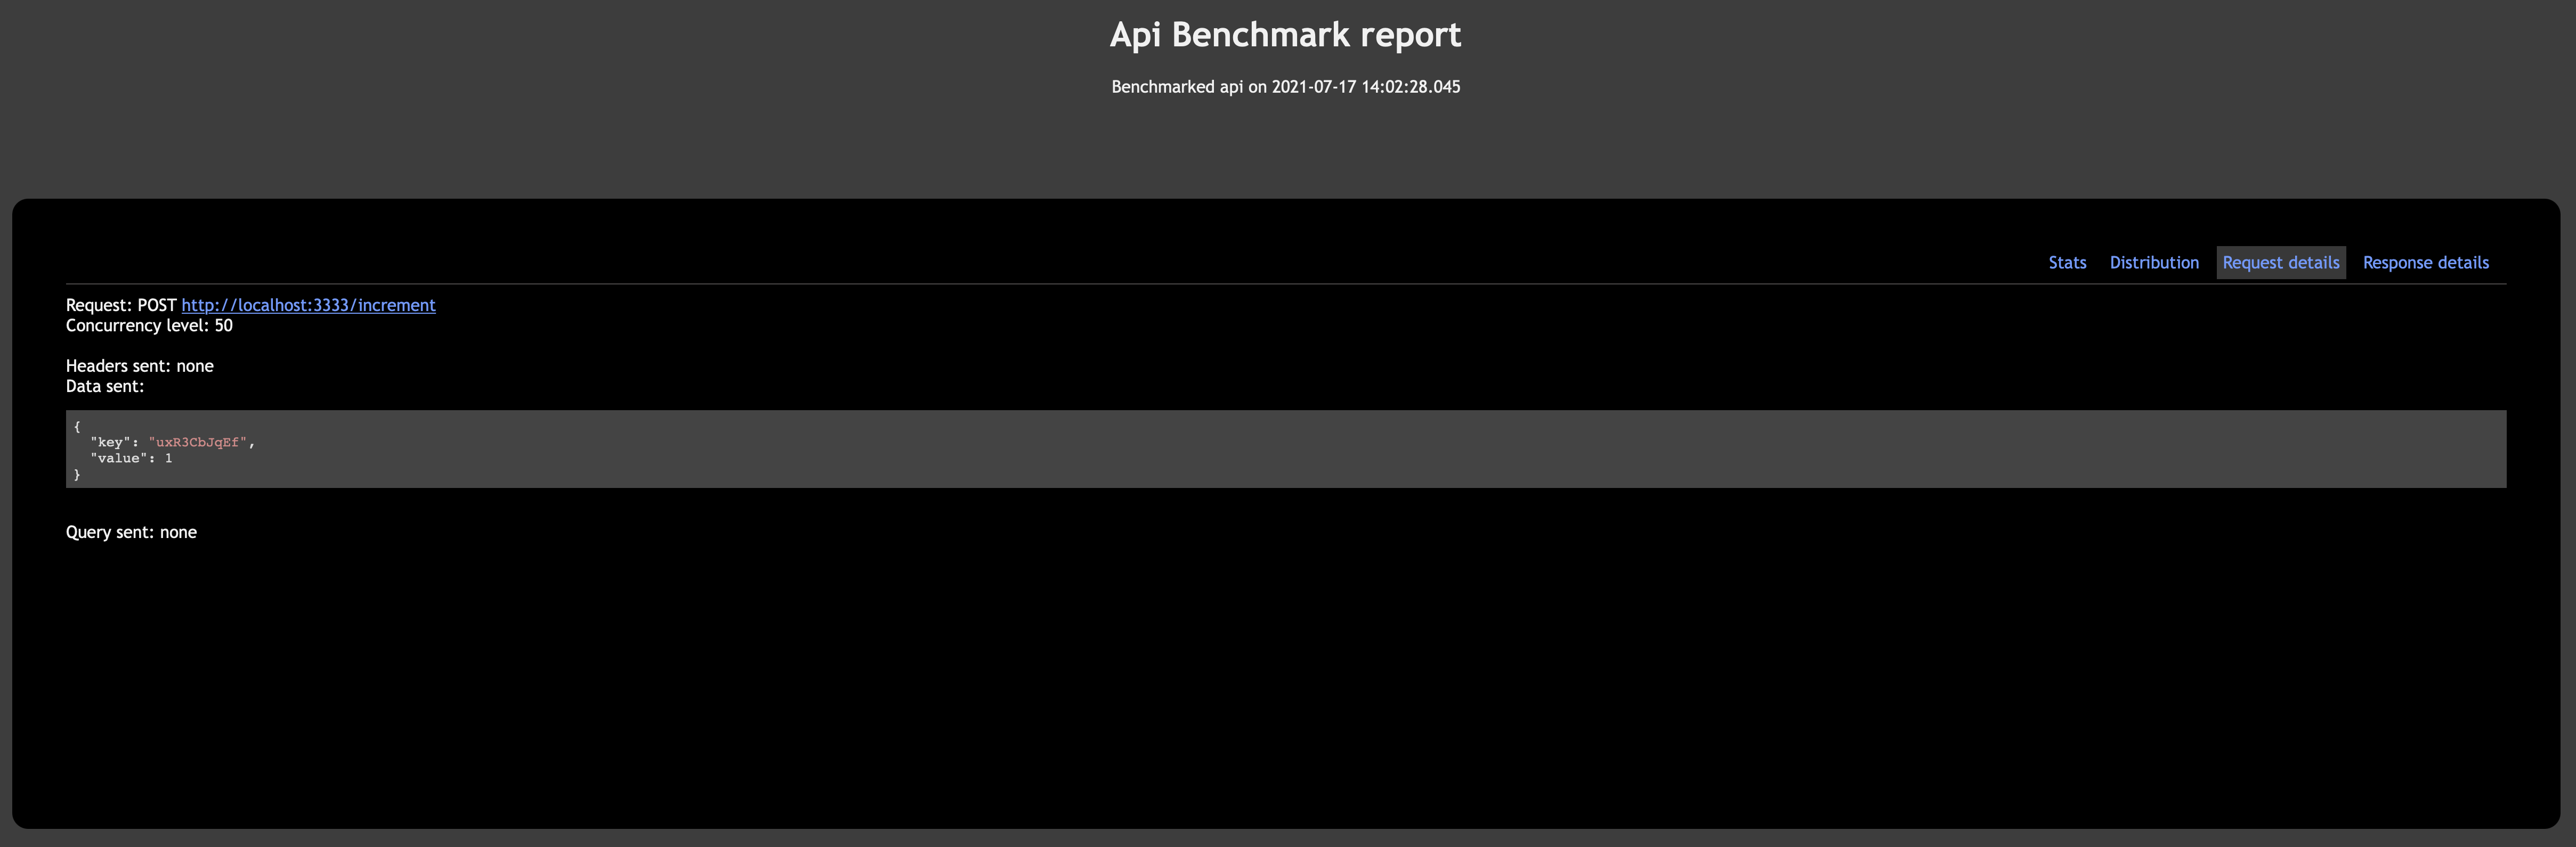 Api Benchmark report
Benchmarked api on 2021-07-17 14:02:28.045
Stats Distribution Request details Response details
Request: POST http://localhost:3333/increment
Concurrency level: 50
Headers sent: none
Data sent:
{
  "key": "uxR3CbJqEf",
  "value": 1
}
Query sent: none